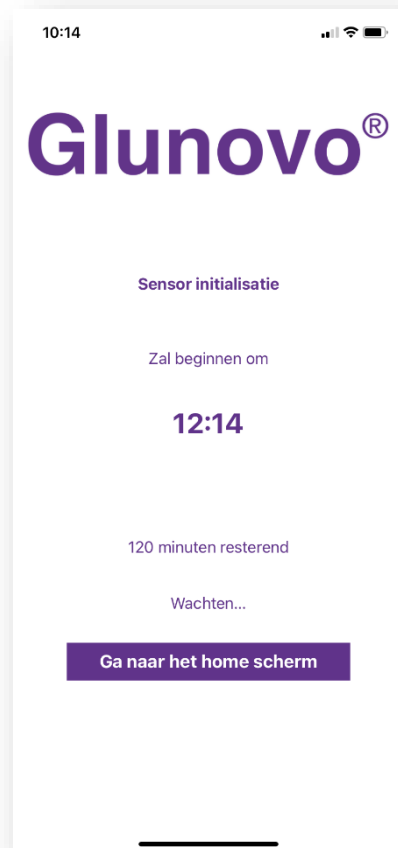 10:14
Glunovo®
Sensor initialisatie
Zal beginnen om
12:14
120 minuten resterend
Wachten...
Ga naar het home scherm